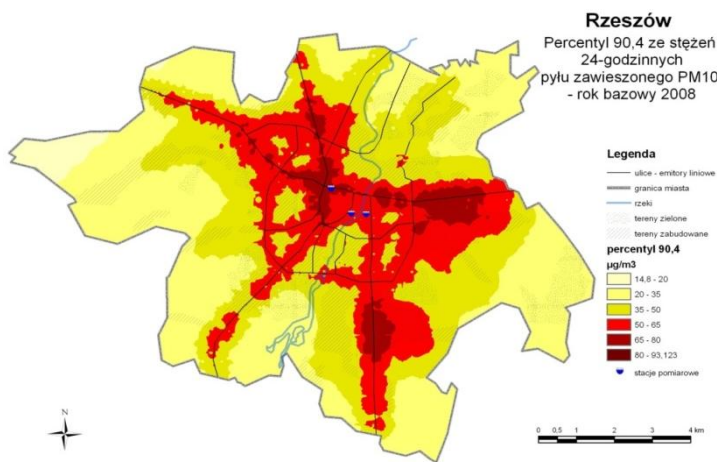 Rzeszów
Percentyl 90,4 ze stężeń
24-godzinnych
pyłu zawieszonego PM10
- rok bazowy 2008
Legenda
ulice - emitory liniowe
granica miasta
rzeki
tereny zielone
tereny zabudowane
percentyl 90,4
µg/m3
14,6 - 20
20 - 35
35 - 50
50 - 65
65 - 80
80 - 93,123
stacje pomiarowe
N
0 0,5 1 2 3 4 km